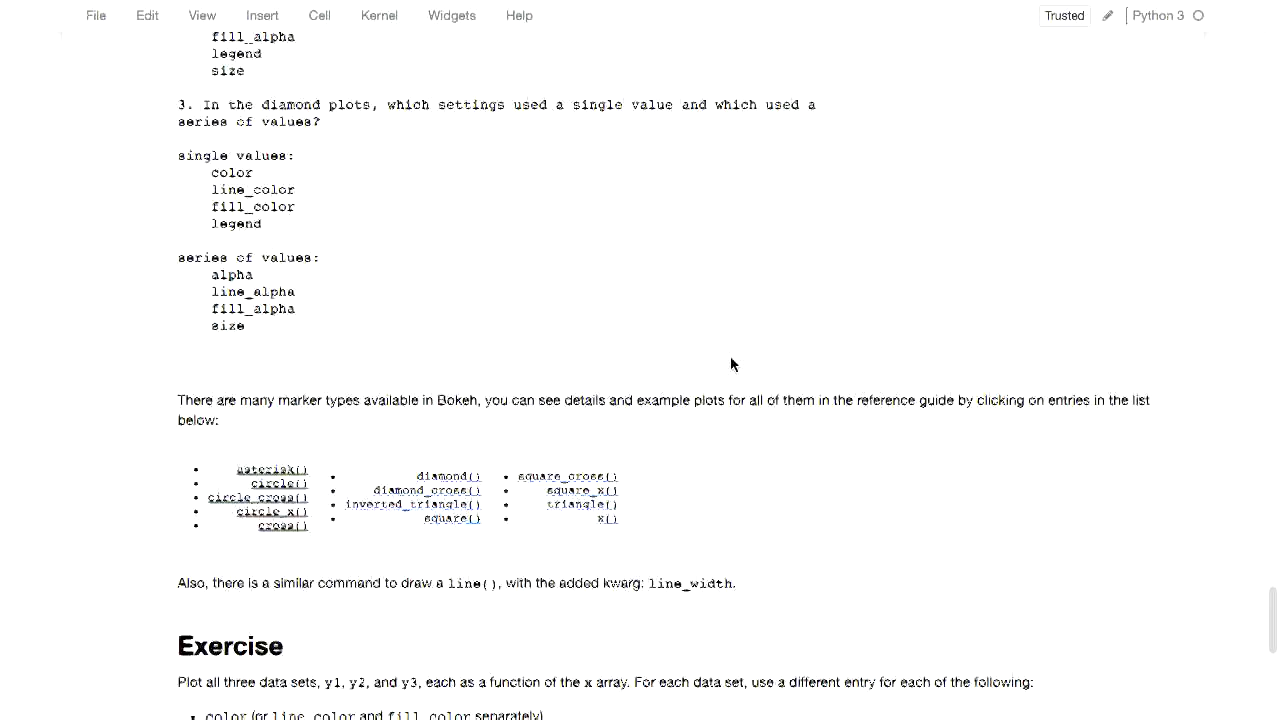 File Edit View Insert Cell Kernel Widgets Help Trusted Python 3
fill_alpha
legend
size
3. In the diamond plots, which settings used a single value and which used a
series of values?
single values:
color
line_color
fill_color
legend
series of values:
alpha
line_alpha
fill_alpha
size
There are many marker types available in Bokeh, you can see details and example plots for all of them in the reference guide by clicking on entries in the list
below:
asterisk()
circle()
circle_cross()
circle_x()
cross()
diamond()
diamond_cross()
inverted_triangle()
square()
square_cross()
square_x()
triangle()
x()
Also, there is a similar command to draw a line(), with the added kwarg: line_width.
Exercise
Plot all three data sets, y1, y2, and y3, each as a function of the x array. For each data set, use a different entry for each of the following:
color (or line_color and fill_color separately)